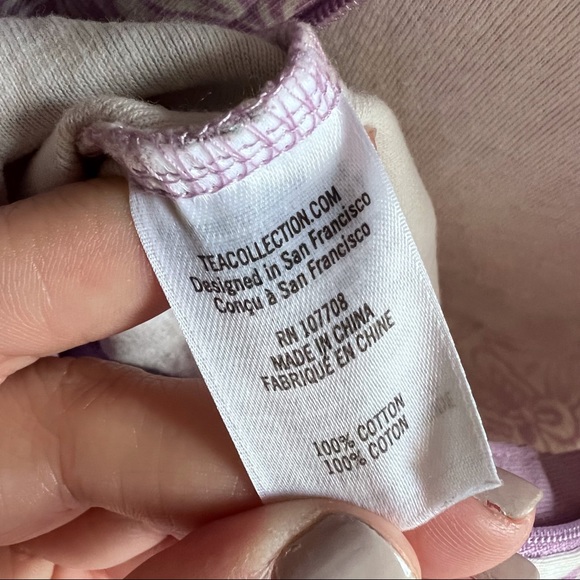 TEACOLLECTION.COM
Designed in San Francisco
Conçu à San Francisco
RN 107708
MADE IN CHINA
FABRIQUE EN CHINE
100% COTTON
100% COTON